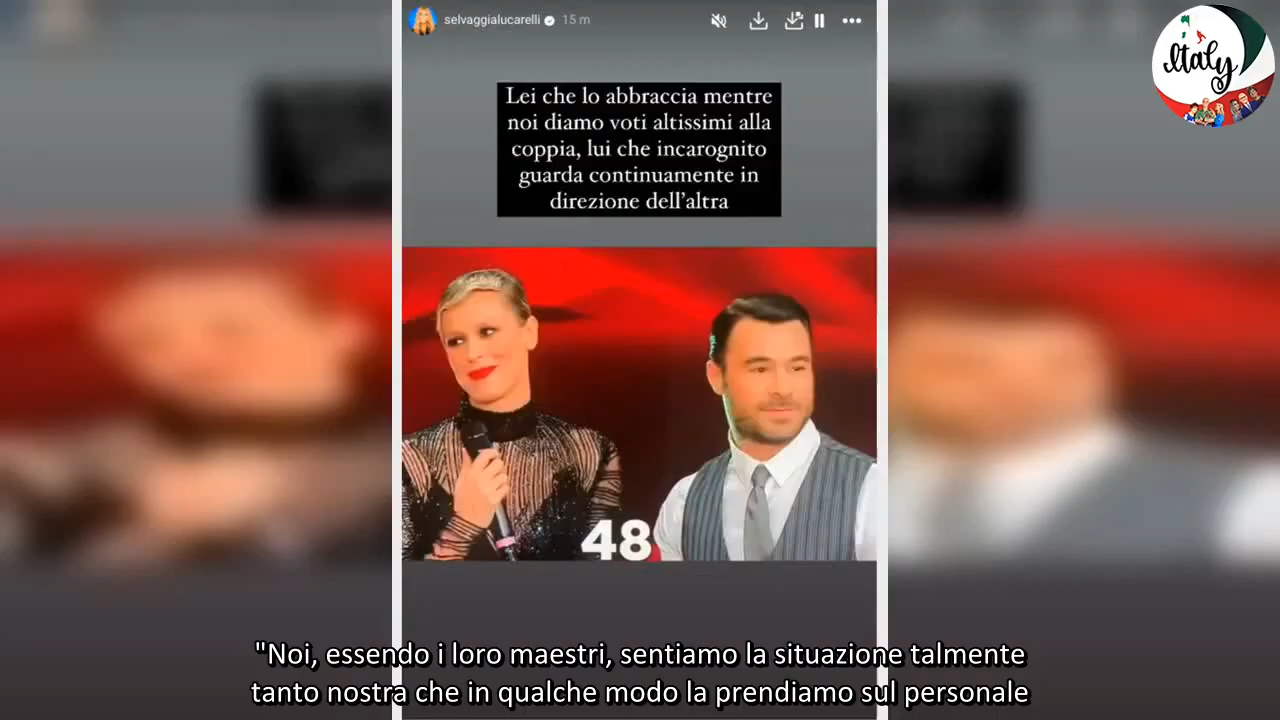 selvaggialucarelli 15 m
Italy
Lei che lo abbraccia mentre
noi diamo voti altissimi alla
coppia, lui che incarognito
guarda continuamente in
direzione dell'altra
48
"Noi, essendo i loro maestri, sentiamo la situazione talmente
tanto nostra che in qualche modo la prendiamo sul personale